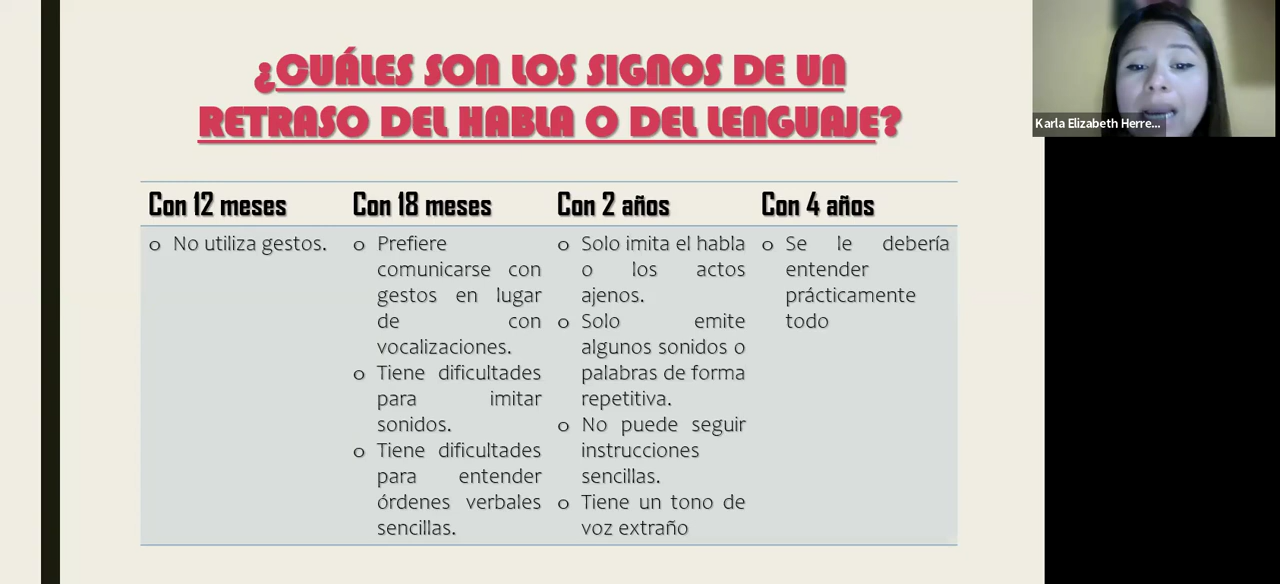 ¿CUÁLES SON LOS SIGNOS DE UN
RETRASO DEL HABLA O DEL LENGUAJE?
Karla Elizabeth Herre...
Con 12 meses
o No utiliza gestos.
Con 18 meses
o Prefiere
comunicarse con
gestos en lugar
de con
vocalizaciones.
o Tiene dificultades
para imitar
sonidos.
o Tiene dificultades
para entender
órdenes verbales
sencillas.
Con 2 años
o Solo imita el habla
o los actos
ajenos.
o Solo emite
algunos sonidos o
palabras de forma
repetitiva.
o No puede seguir
instrucciones
sencillas.
o Tiene un tono de
voz extraño
Con 4 años
o Se le debería
entender
prácticamente
todo